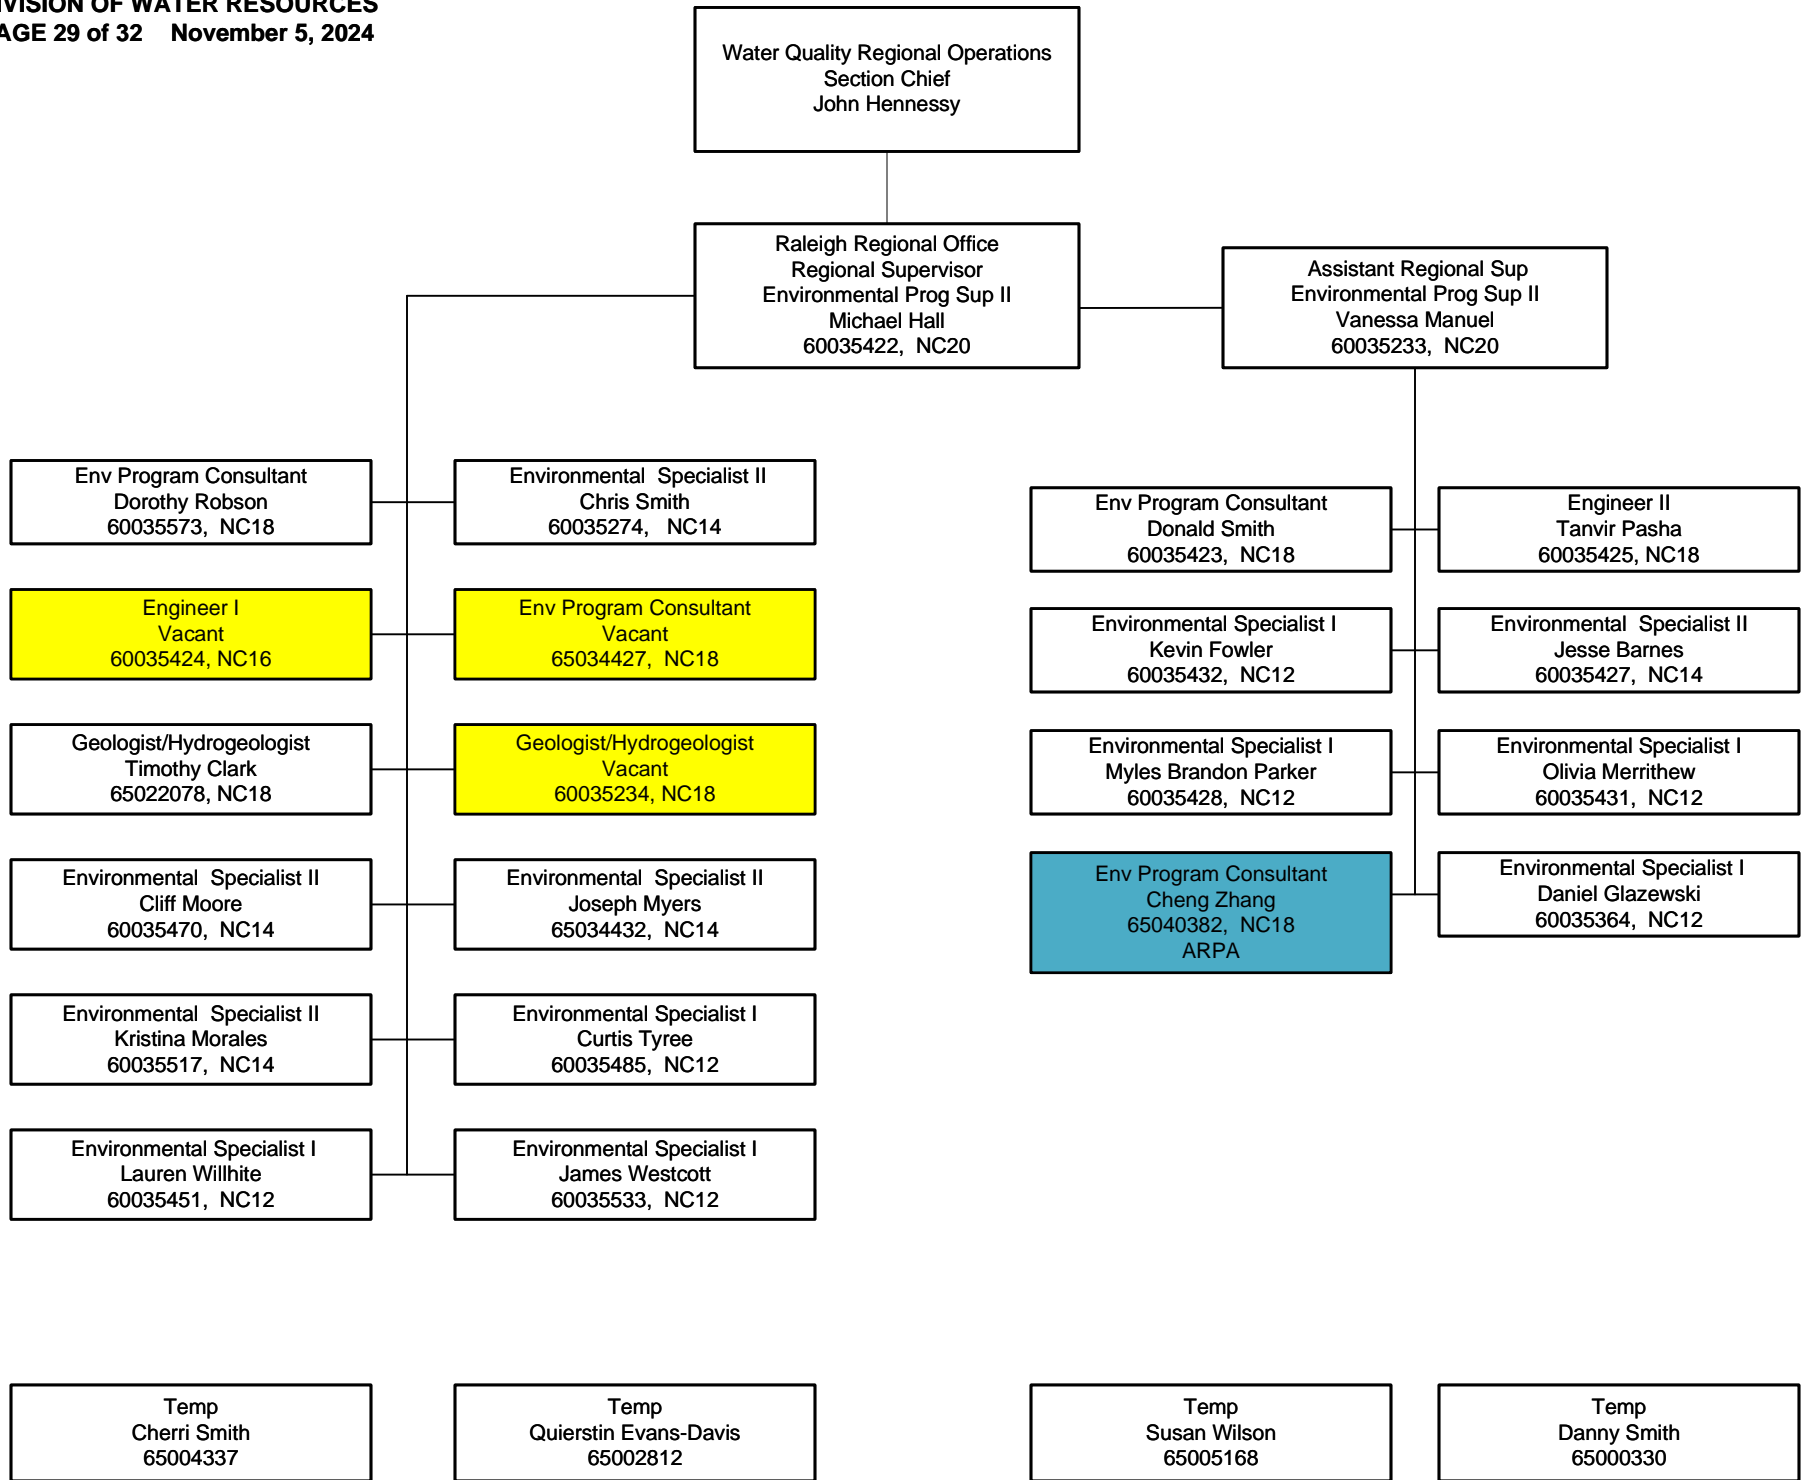 IVISION OF WATER RESOURCES
AGE 29 of 32    November 5, 2024
Water Quality Regional Operations
Section Chief
John Hennessy
Raleigh Regional Office
Regional Supervisor
Environmental Prog Sup II
Michael Hall
60035422,  NC20
Assistant Regional Sup
Environmental Prog Sup II
Vanessa Manuel
60035233,  NC20
Env Program Consultant
Dorothy Robson
60035573,  NC18
Environmental  Specialist II
Chris Smith
60035274,   NC14
Engineer I
Vacant
60035424, NC16
Env Program Consultant
Vacant
65034427,  NC18
Geologist/Hydrogeologist
Timothy Clark
65022078, NC18
Geologist/Hydrogeologist
Vacant
60035234, NC18
Environmental  Specialist II
Cliff Moore
60035470,  NC14
Environmental  Specialist II
Joseph Myers
65034432,  NC14
Environmental  Specialist II
Kristina Morales
60035517,  NC14
Environmental Specialist I
Curtis Tyree
60035485,  NC12
Environmental Specialist I
Lauren Willhite
60035451,  NC12
Environmental Specialist I
James Westcott
60035533,  NC12
Env Program Consultant
Donald Smith
60035423,  NC18
Engineer II
Tanvir Pasha
60035425, NC18
Environmental Specialist I
Kevin Fowler
60035432,  NC12
Environmental  Specialist II
Jesse Barnes
60035427,  NC14
Environmental Specialist I
Myles Brandon Parker
60035428,  NC12
Environmental Specialist I
Olivia Merrithew
60035431,  NC12
Env Program Consultant
Cheng Zhang
65040382,  NC18
ARPA
Environmental Specialist I
Daniel Glazewski
60035364,  NC12
Temp
Cherri Smith
65004337
Temp
Quierstin Evans-Davis
65002812
Temp
Susan Wilson
65005168
Temp
Danny Smith
65000330